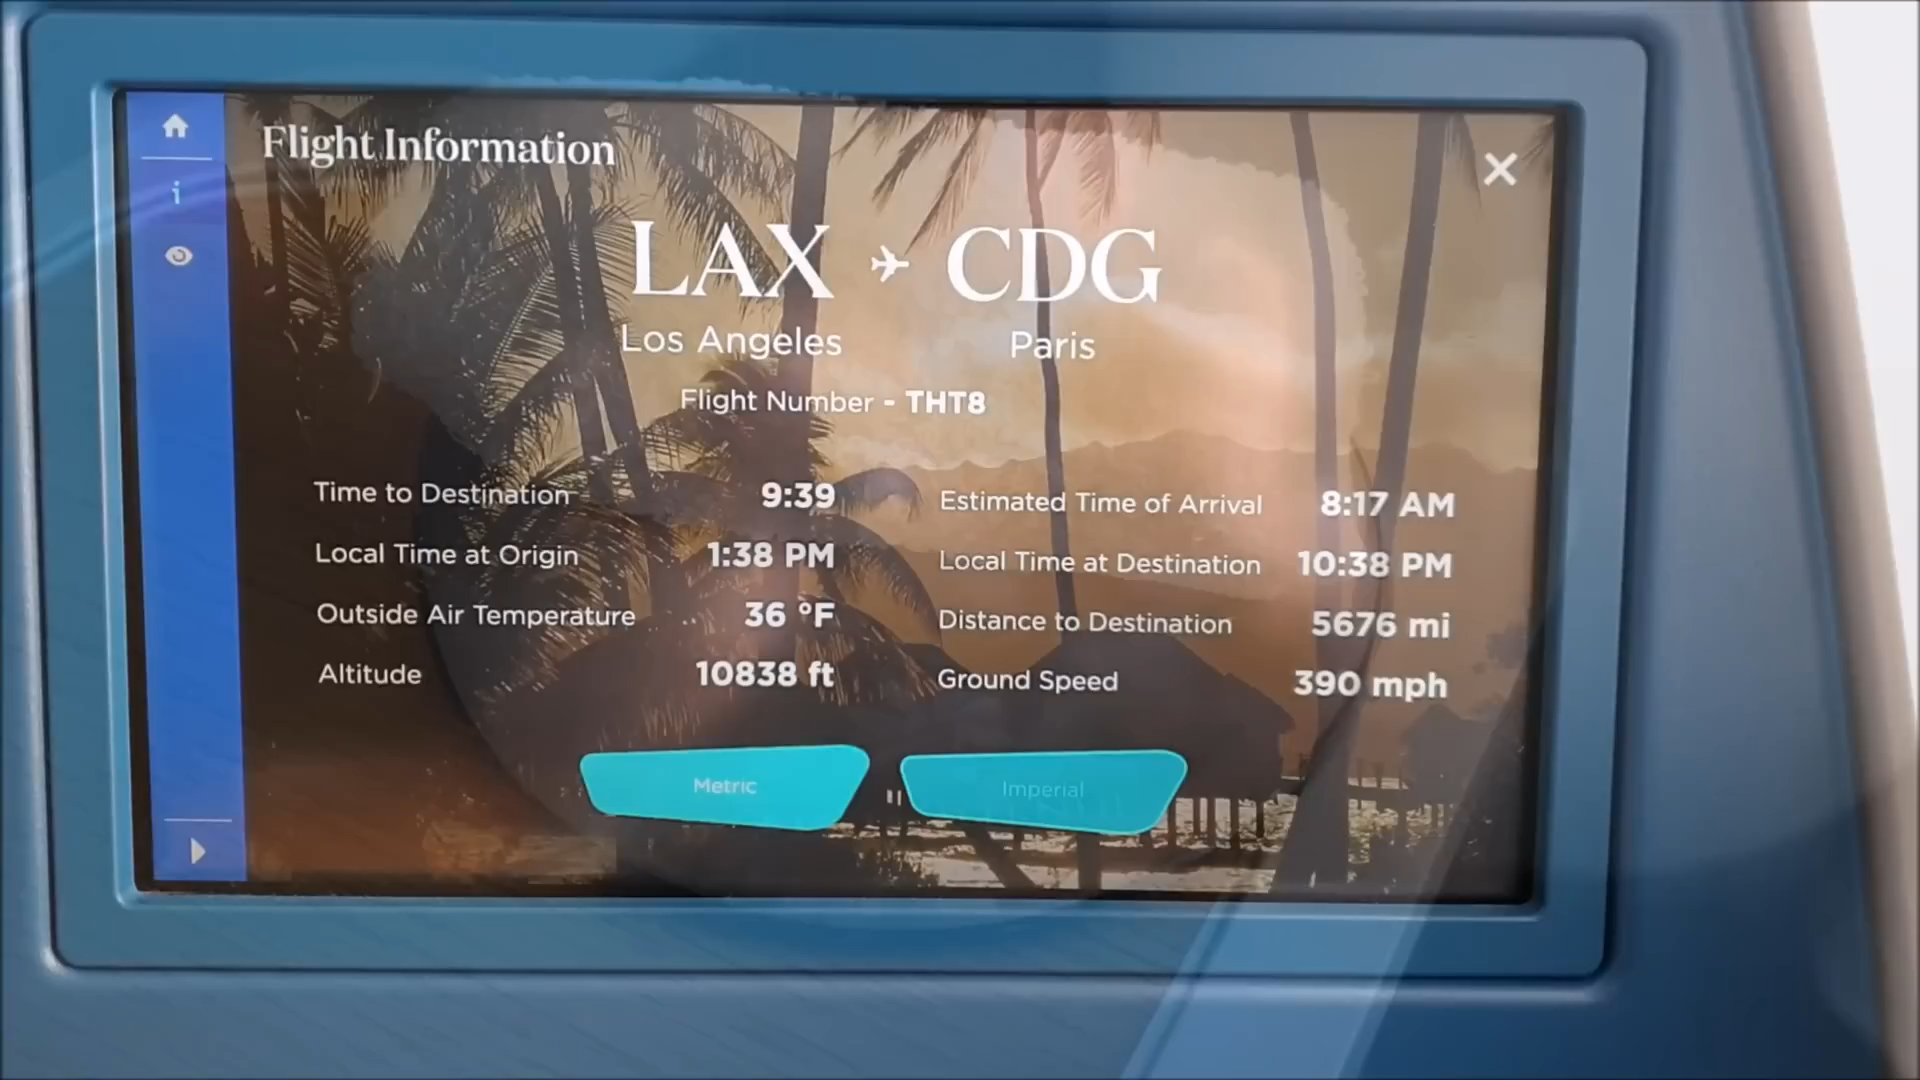 Flight Information
LAX CDG
Los Angeles Paris
Flight Number - THT8
Time to Destination 9:39 Estimated Time of Arrival 8:17 AM
Local Time at Origin 1:38 PM Local Time at Destination 10:38 PM
Outside Air Temperature 36 °F Distance to Destination 5676 mi
Altitude 10838 ft Ground Speed 390 mph
Metric Imperial